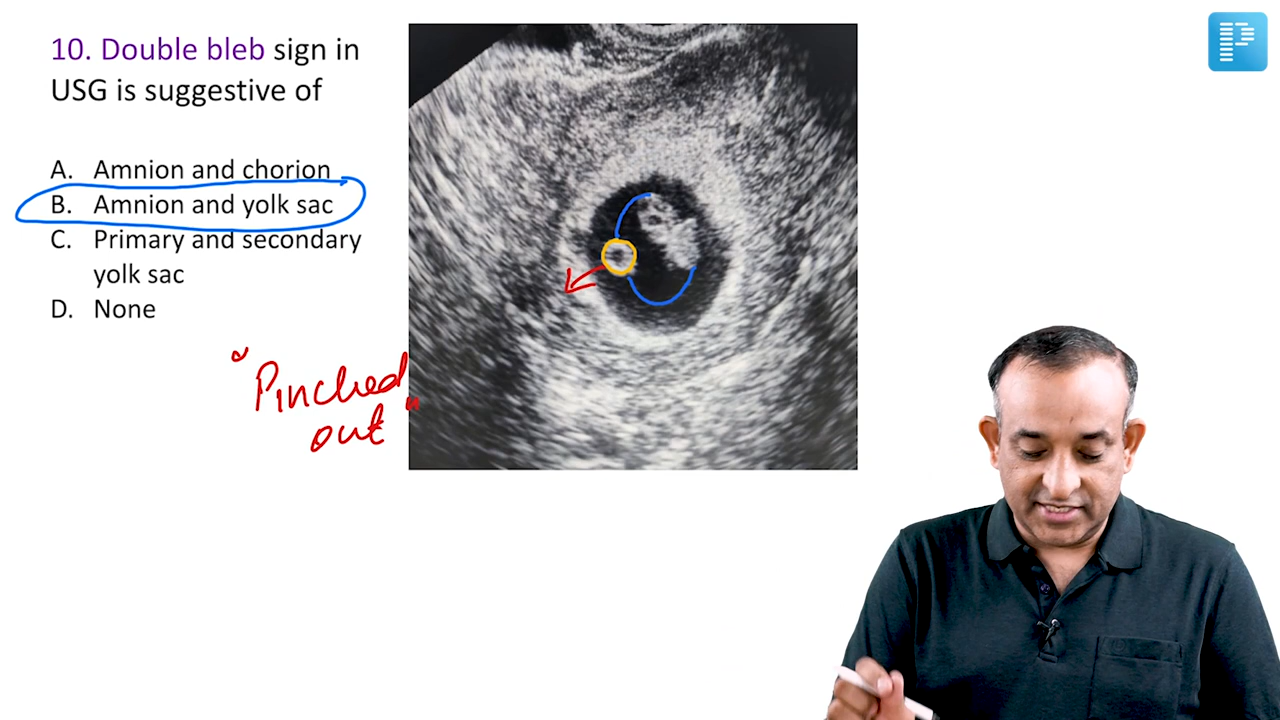 10. Double bleb sign in
USG is suggestive of
A. Amnion and chorion
B. Amnion and yolk sac
C. Primary and secondary
yolk sac
D. None
"Pinched
out"